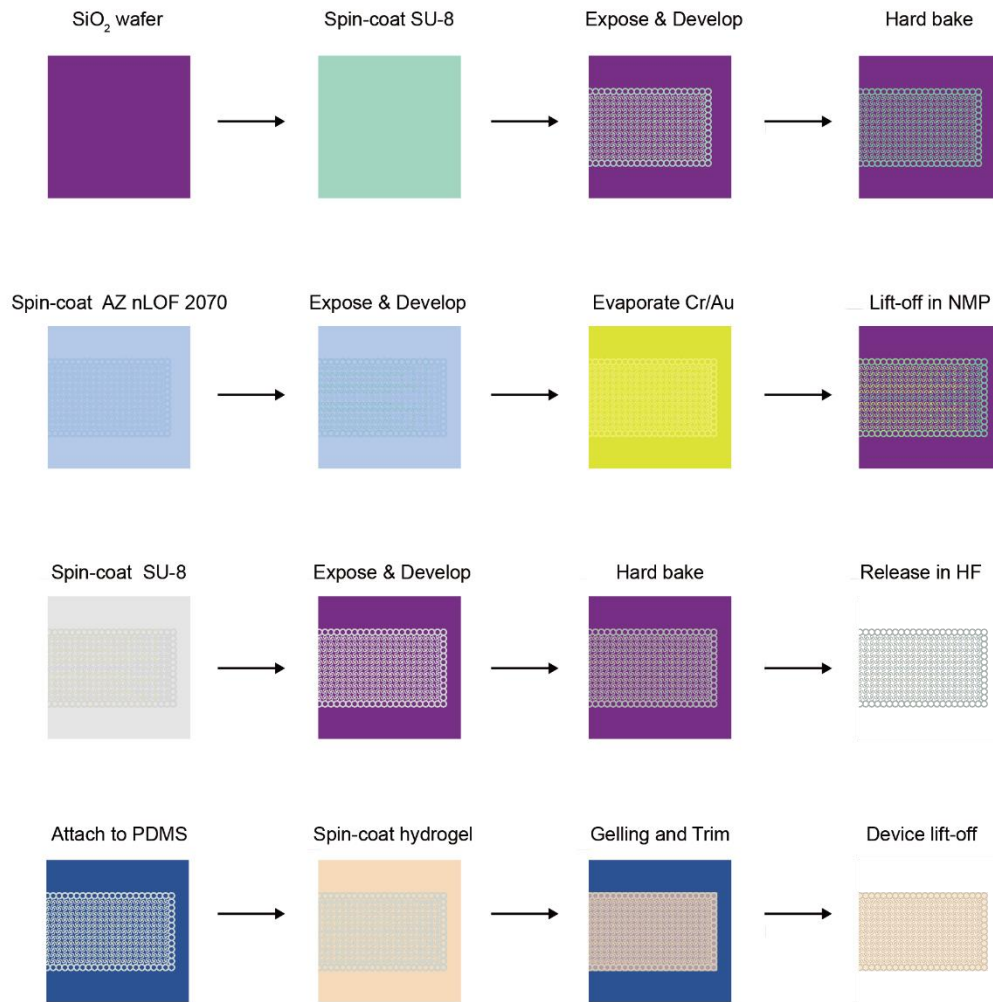 SiO₂ wafer
Spin-coat SU-8
Expose & Develop
Hard bake
Spin-coat AZ nLOF 2070
Expose & Develop
Evaporate Cr/Au
Lift-off in NMP
Spin-coat SU-8
Expose & Develop
Hard bake
Release in HF
Attach to PDMS
Spin-coat hydrogel
Gelling and Trim
Device lift-off